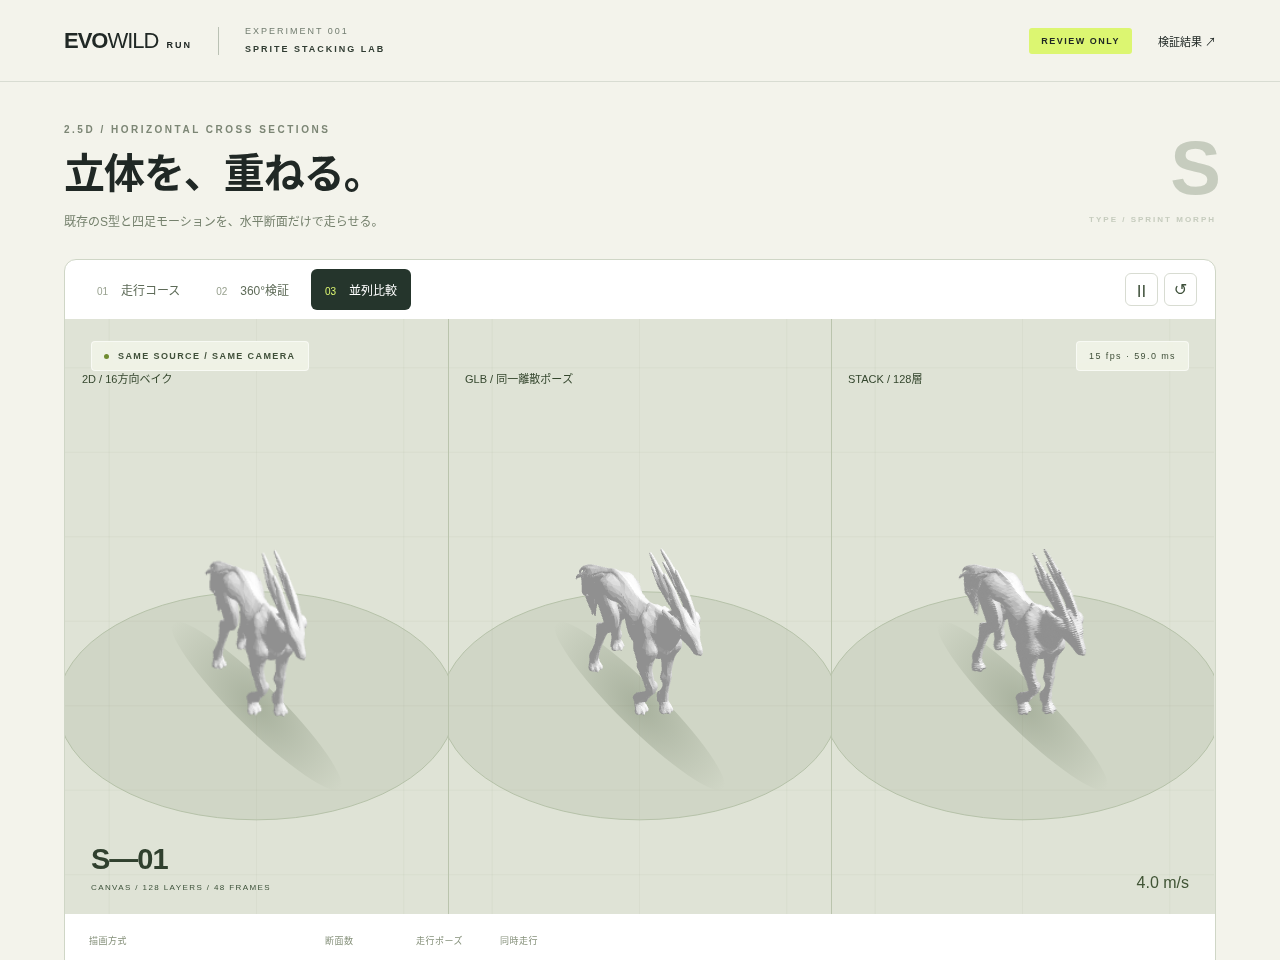 EVOWILD RUN
EXPERIMENT 001
SPRITE STACKING LAB
REVIEW ONLY
検証結果 ↗
2.5D / HORIZONTAL CROSS SECTIONS
立体を、重ねる。
既存のS型と四足モーションを、水平断面だけで走らせる。
S
TYPE / SPRINT MORPH
01 走行コース
02 360°検証
03 並列比較
SAME SOURCE / SAME CAMERA
15 fps · 59.0 ms
2D / 16方向ベイク
GLB / 同一離散ポーズ
STACK / 128層
S—01
CANVAS / 128 LAYERS / 48 FRAMES
4.0 m/s
描画方式
断面数
走行ポーズ
同時走行